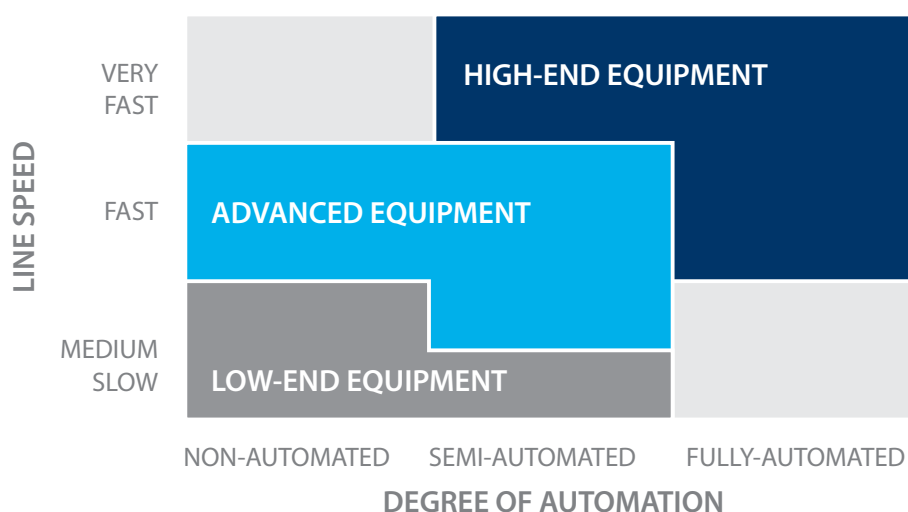 VERY
FAST
HIGH-END EQUIPMENT
LINE SPEED
FAST
ADVANCED EQUIPMENT
MEDIUM
SLOW
LOW-END EQUIPMENT
NON-AUTOMATED
SEMI-AUTOMATED
FULLY-AUTOMATED
DEGREE OF AUTOMATION